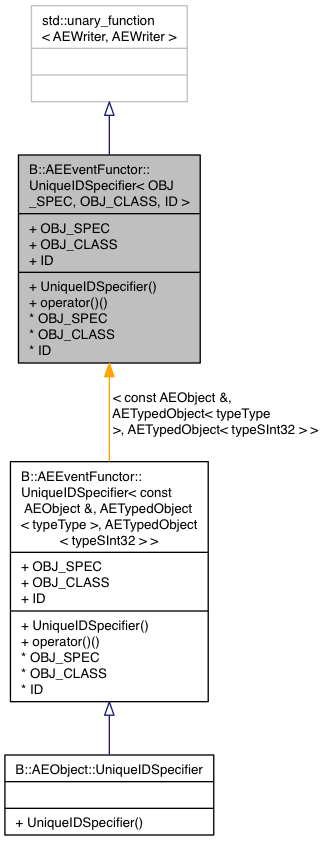 std::unary_function
< AEWriter, AEWriter >
B::AEEventFunctor::
UniqueIDSpecifier< OBJ
_SPEC, OBJ_CLASS, ID >
+ OBJ_SPEC
+ OBJ_CLASS
+ ID
+ UniqueIDSpecifier()
+ operator()()
* OBJ_SPEC
* OBJ_CLASS
* ID
< const AEObject &,
AETypedObject< typeType
>, AETypedObject< typeSInt32 > >
B::AEEventFunctor::
UniqueIDSpecifier< const
AEObject &, AETypedObject
< typeType >, AETypedObject
< typeSInt32 > >
+ OBJ_SPEC
+ OBJ_CLASS
+ ID
+ UniqueIDSpecifier()
+ operator()()
* OBJ_SPEC
* OBJ_CLASS
* ID
B::AEObject::UniqueIDSpecifier
+ UniqueIDSpecifier()